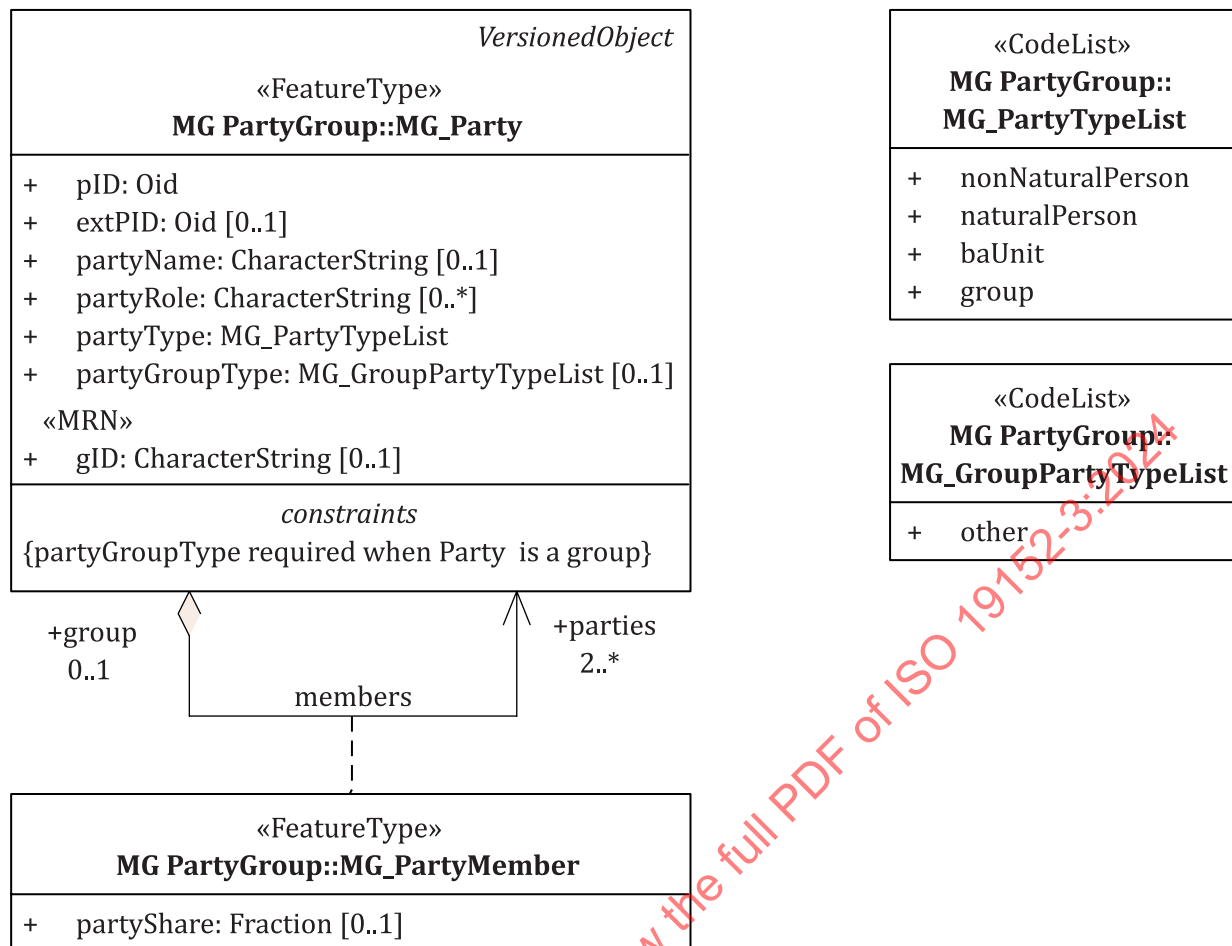 VersionedObject
«FeatureType»
MG PartyGroup::MG_Party
+ pID: Oid
+ extPID: Oid [0..1]
+ partyName: CharacterString [0..1]
+ partyRole: CharacterString [0..*]
+ partyType: MG_PartyTypeList
+ partyGroupType: MG_GroupPartyTypeList [0..1]
«MRN»
+ gID: CharacterString [0..1]
constraints
{partyGroupType required when Party is a group}
+group
0..1
+parties
2..*
members
«FeatureType»
MG PartyGroup::MG_PartyMember
+ partyShare: Fraction [0..1]
«CodeList»
MG PartyGroup::
MG_PartyTypeList
+ nonNaturalPerson
+ naturalPerson
+ baUnit
+ group
«CodeList»
MG PartyGroup::
MG_GroupPartyTypeList
+ other
the full PDF of ISO 19152-3:2024